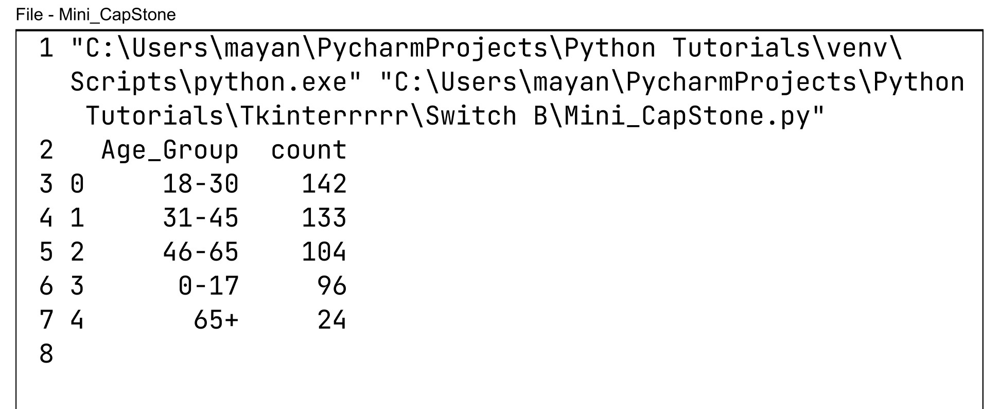 File - Mini_CapStone
1 "C:\Users\mayan\PycharmProjects\Python Tutorials\venv\
Scripts\python.exe" "C:\Users\mayan\PycharmProjects\Python
Tutorials\Tkinterrrrr\Switch B\Mini_CapStone.py"
2   Age_Group  count
3 0     18-30    142
4 1     31-45    133
5 2     46-65    104
6 3      0-17     96
7 4       65+     24
8